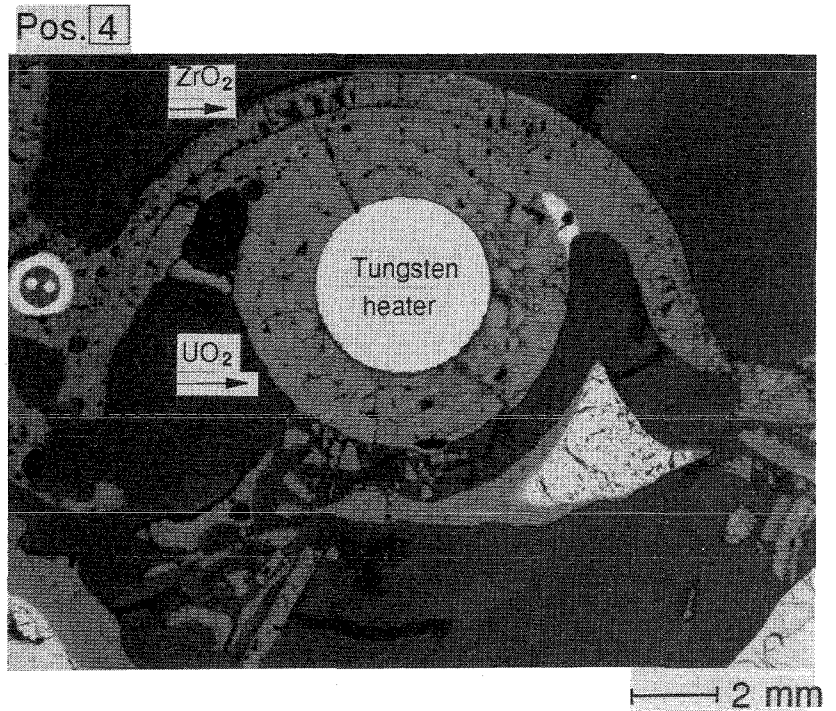 Pos. 4
ZrO₂
Tungsten
heater
UO₂
2 mm